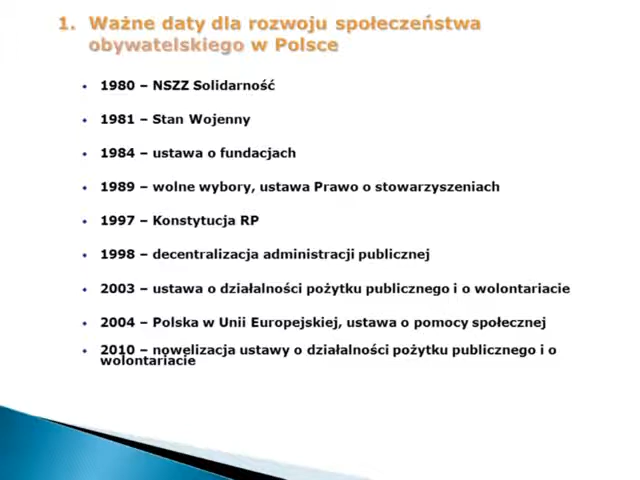 1. Ważne daty dla rozwoju społeczeństwa
obywatelskiego w Polsce
• 1980 – NSZZ Solidarność
• 1981 – Stan Wojenny
• 1984 – ustawa o fundacjach
• 1989 – wolne wybory, ustawa Prawo o stowarzyszeniach
• 1997 – Konstytucja RP
• 1998 – decentralizacja administracji publicznej
• 2003 – ustawa o działalności pożytku publicznego i o wolontariacie
• 2004 – Polska w Unii Europejskiej, ustawa o pomocy społecznej
• 2010 – nowelizacja ustawy o działalności pożytku publicznego i o
wolontariacie